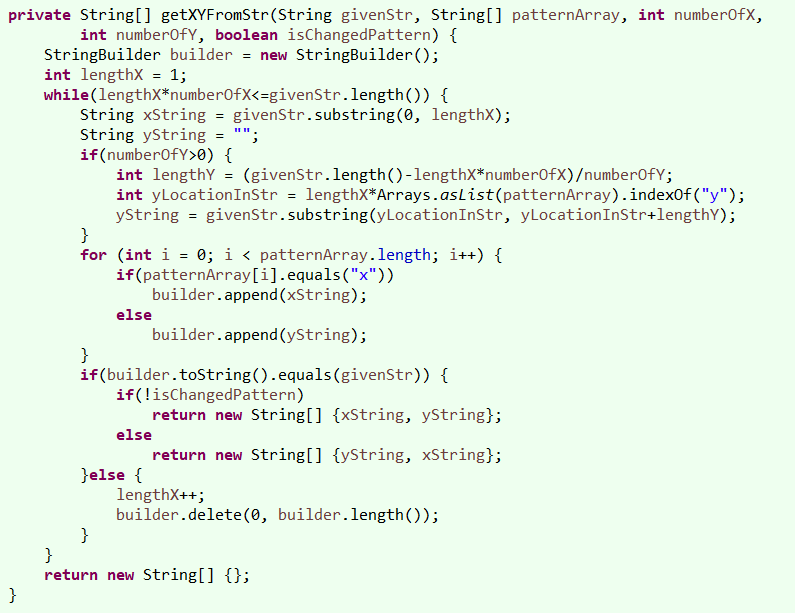 private String[] getXYFromStr(String givenStr, String[] patternArray, int numberOfX,
        int numberOfY, boolean isChangedPattern) {
    StringBuilder builder = new StringBuilder();
    int lengthX = 1;
    while(lengthX*numberOfX<=givenStr.length()) {
        String xString = givenStr.substring(0, lengthX);
        String yString = "";
        if(numberOfY>0) {
            int lengthY = (givenStr.length()-lengthX*numberOfX)/numberOfY;
            int yLocationInStr = lengthX*Arrays.asList(patternArray).indexOf("y");
            yString = givenStr.substring(yLocationInStr, yLocationInStr+lengthY);
        }
        for (int i = 0; i < patternArray.length; i++) {
            if(patternArray[i].equals("x"))
                builder.append(xString);
            else
                builder.append(yString);
        }
        if(builder.toString().equals(givenStr)) {
            if(!isChangedPattern)
                return new String[] {xString, yString};
            else
                return new String[] {yString, xString};
        }else {
            lengthX++;
            builder.delete(0, builder.length());
        }
    }
    return new String[] {};
}